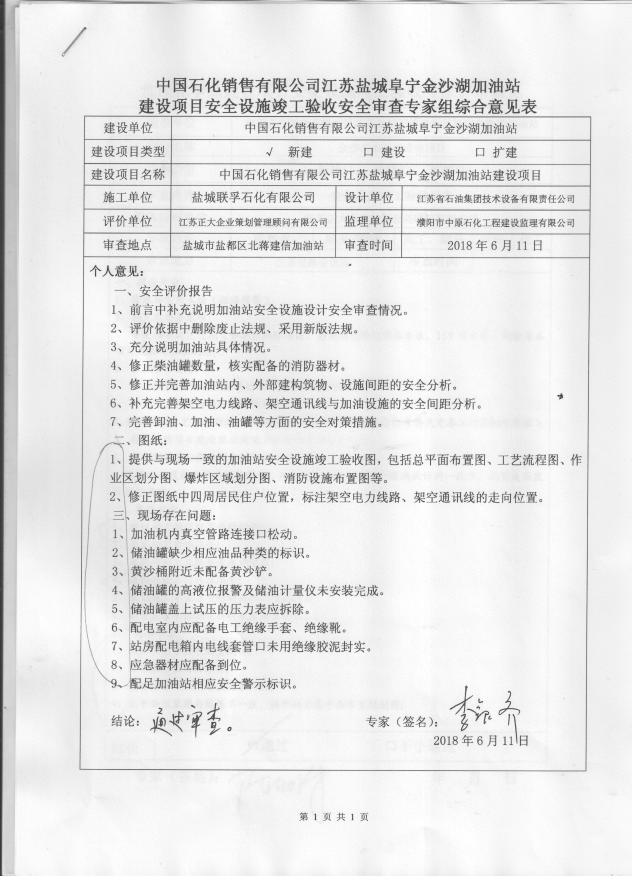 中国石化销售有限公司江苏盐城阜宁金沙湖加油站
建设项目安全设施竣工验收安全审查专家组综合意见表
建设单位 中国石化销售有限公司江苏盐城阜宁金沙湖加油站
建设项目类型 √ 新建 口 建设 口 扩建
建设项目名称 中国石化销售有限公司江苏盐城阜宁金沙湖加油站建设项目
施工单位 盐城联孚石化有限公司 设计单位 江苏省石油集团技术设备有限责任公司
评价单位 江苏正大企业策划管理顾问有限公司 监理单位 濮阳市中原石化工程建设监理有限公司
审查地点 盐城市盐都区北蒋建信加油站 审查时间 2018年6月11日
个人意见：
一、安全评价报告
1、前言中补充说明加油站安全设施设计安全审查情况。
2、评价依据中删除废止法规、采用新版法规。
3、充分说明加油站具体情况。
4、修正柴油罐数量，核实配备的消防器材。
5、修正并完善加油站内、外部建构筑物、设施间距的安全分析。
6、补充完善架空电力线路、架空通讯线与加油设施的安全间距分析。
7、完善卸油、加油、油罐等方面的安全对策措施。
二、图纸：
1、提供与现场一致的加油站安全设施竣工验收图，包括总平面布置图、工艺流程图、作
业区划分图、爆炸区域划分图、消防设施布置图等。
2、修正图纸中四周居民住户位置，标注架空电力线路、架空通讯线的走向位置。
三、现场存在问题：
1、加油机内真空管路连接口松动。
2、储油罐缺少相应油品种类的标识。
3、黄沙桶附近未配备黄沙铲。
4、储油罐的高液位报警及储油计量仪未安装完成。
5、储油罐盖上试压的压力表应拆除。
6、配电室内应配备电工绝缘手套、绝缘靴。
7、站房配电箱内电线套管口未用绝缘胶泥封实。
8、应急器材应配备到位。
9、配足加油站相应安全警示标识。
结论：通过审查。 专家（签名）：
2018年6月11日
第 1 页 共 1 页